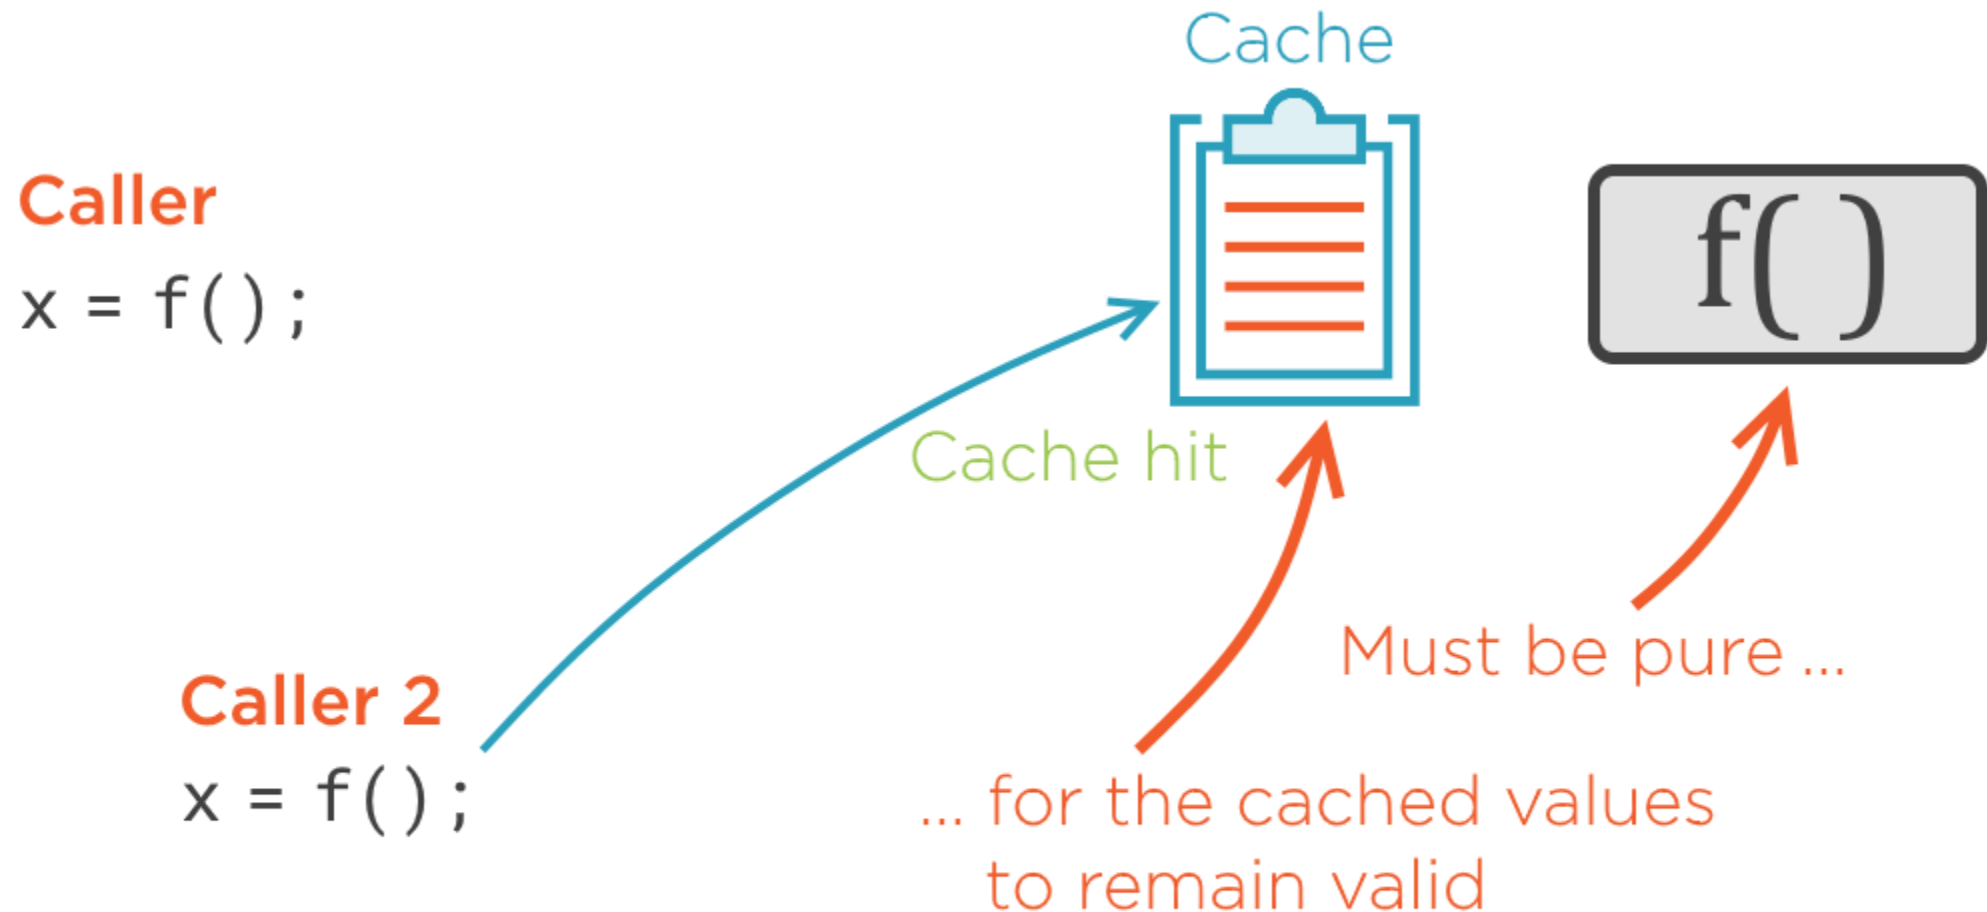 Cache
Caller
x = f();
f()
Cache hit
Must be pure ...
Caller 2
x = f();
... for the cached values
to remain valid